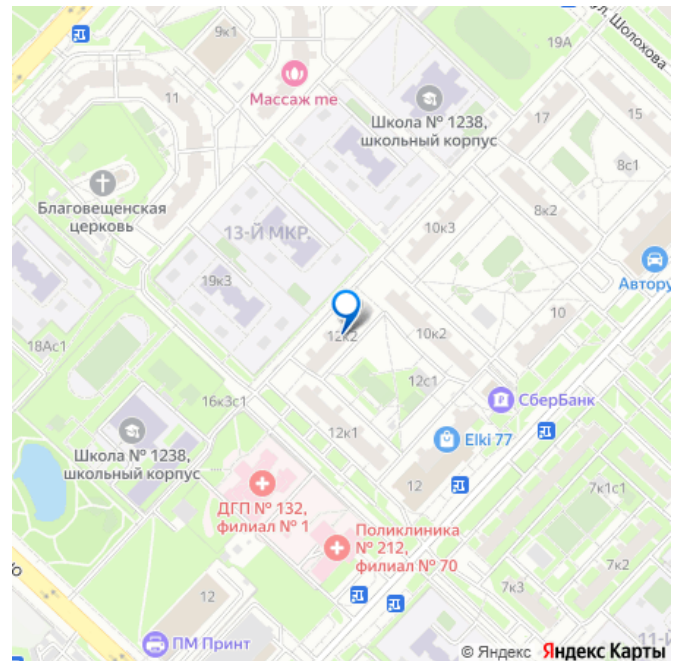 9к1
ул. Шолохова
19А
11
Массаж me
Школа № 1238,
школьный корпус
17
15
8с1
Благовещенская
церковь
13-Й МКР.
10к3
8к2
19к3
Автору
12к2
10к2
10
18Ас1
12с1
16к3с1
СберБанк
12к1
Elki 77
Школа № 1238,
школьный корпус
12
ДГП № 132,
филиал № 1
Поликлиника
№ 212,
филиал № 70
7к1с1
7к2
7к3
12
ПМ Принт
11-Й
© Яндекс Яндекс Карты